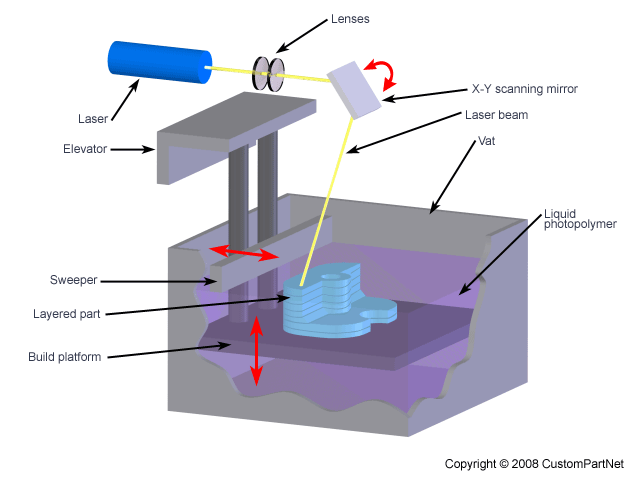 Lenses
X-Y scanning mirror
Laser
Laser beam
Elevator
Vat
Liquid
photopolymer
Sweeper
Layered part
Build platform
Copyright © 2008 CustomPartNet